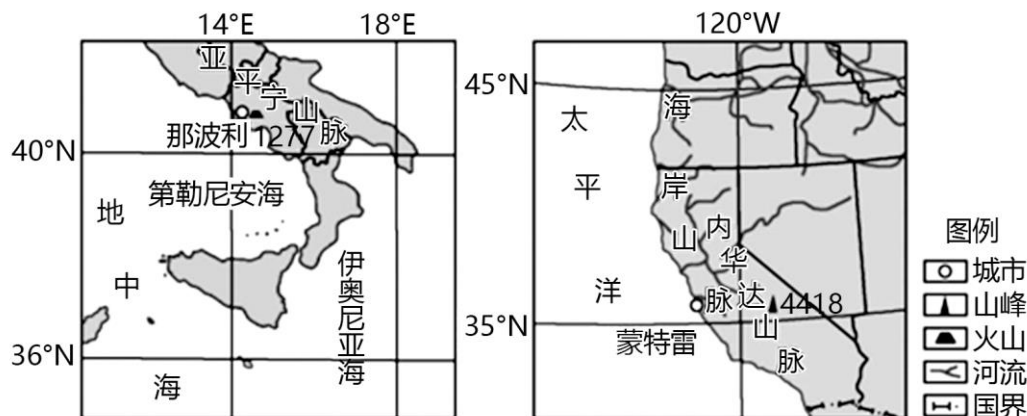 14°E 18°E
亚平宁山脉
那波利 1277
40°N
第勒尼安海
地中海
伊奥尼亚海
36°N
120°W
45°N
太平洋
海岸山脉
内华达山脉
4418
35°N
蒙特雷
图例
城市
山峰
火山
河流
国界